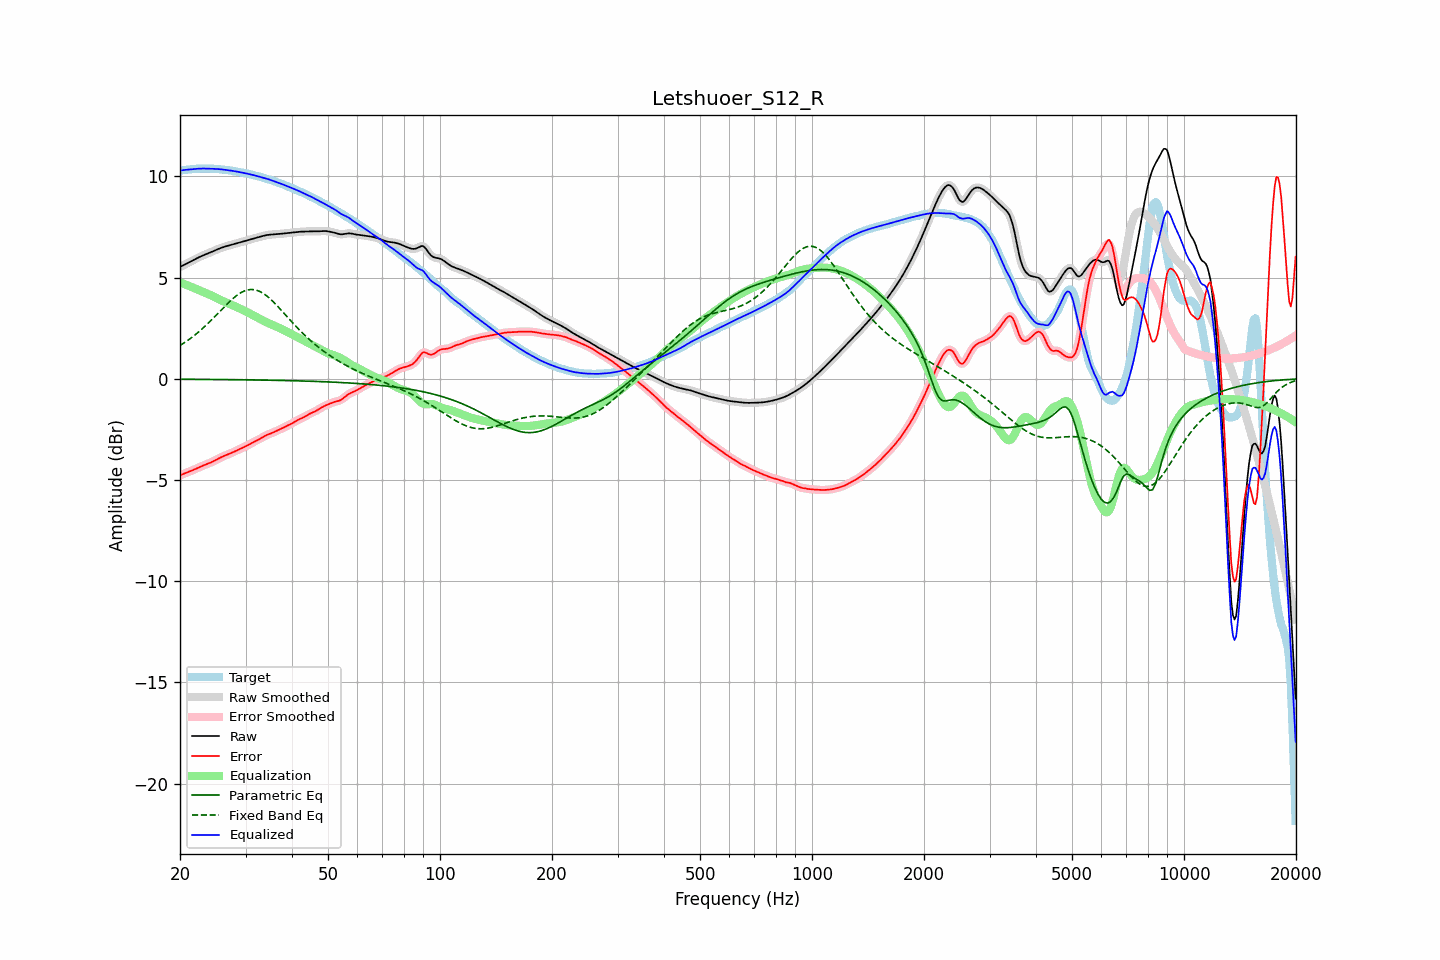 Letshuoer_S12_R
Amplitude (dBr)
10
5
0
−5
−10
−15
−20
Target
Raw Smoothed
Error Smoothed
Raw
Error
Equalization
Parametric Eq
Fixed Band Eq
Equalized
20 50 100 200 500 1000 2000 5000 10000 20000
Frequency (Hz)